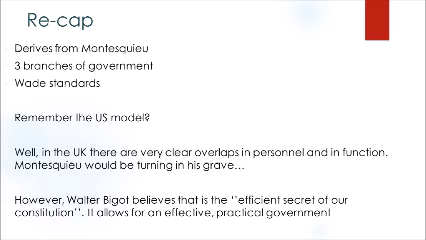 Re-cap
Derives from Montesquieu
3 branches of government
Wade standards
Remember the US model?
Well, in the UK there are very clear overlaps in personnel and in function.
Montesquieu would be turning in his grave…
However, Walter Bigot believes that is the ‘'efficient secret of our
constitution’'. It allows for an effective, practical government